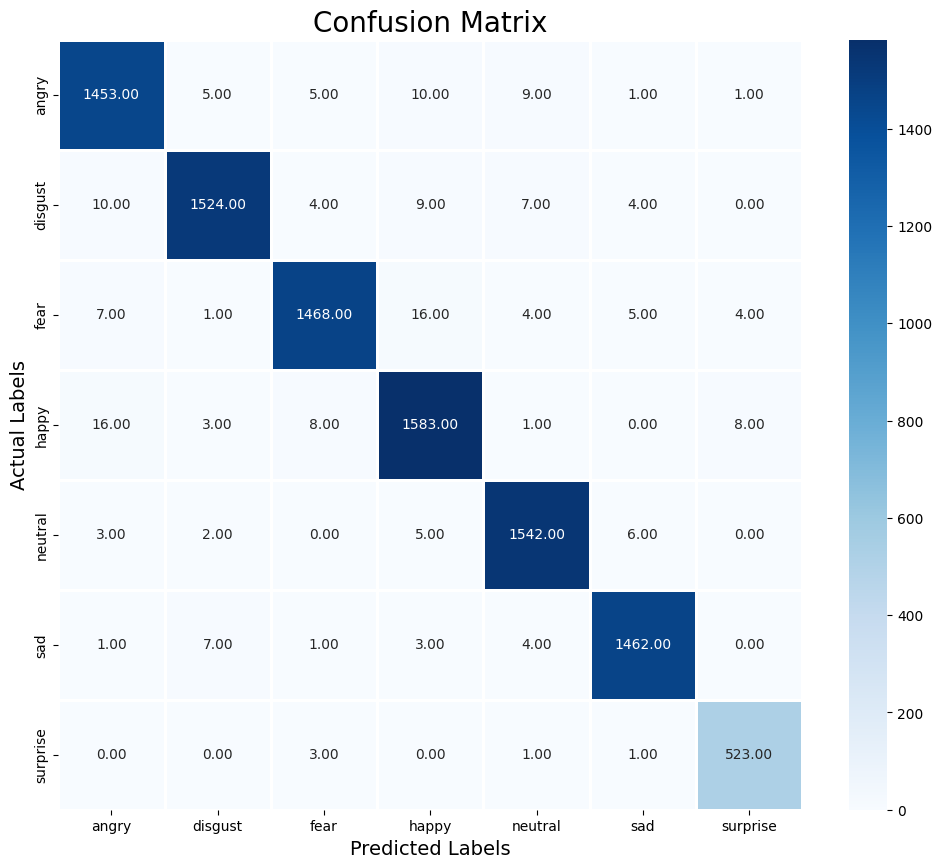 Confusion Matrix
angry 1453.00 5.00 5.00 10.00 9.00 1.00 1.00
disgust 10.00 1524.00 4.00 9.00 7.00 4.00 0.00
fear 7.00 1.00 1468.00 16.00 4.00 5.00 4.00
happy 16.00 3.00 8.00 1583.00 1.00 0.00 8.00
neutral 3.00 2.00 0.00 5.00 1542.00 6.00 0.00
sad 1.00 7.00 1.00 3.00 4.00 1462.00 0.00
surprise 0.00 0.00 3.00 0.00 1.00 1.00 523.00
angry disgust fear happy neutral sad surprise
Predicted Labels
Actual Labels
1400
1200
1000
800
600
400
200
0